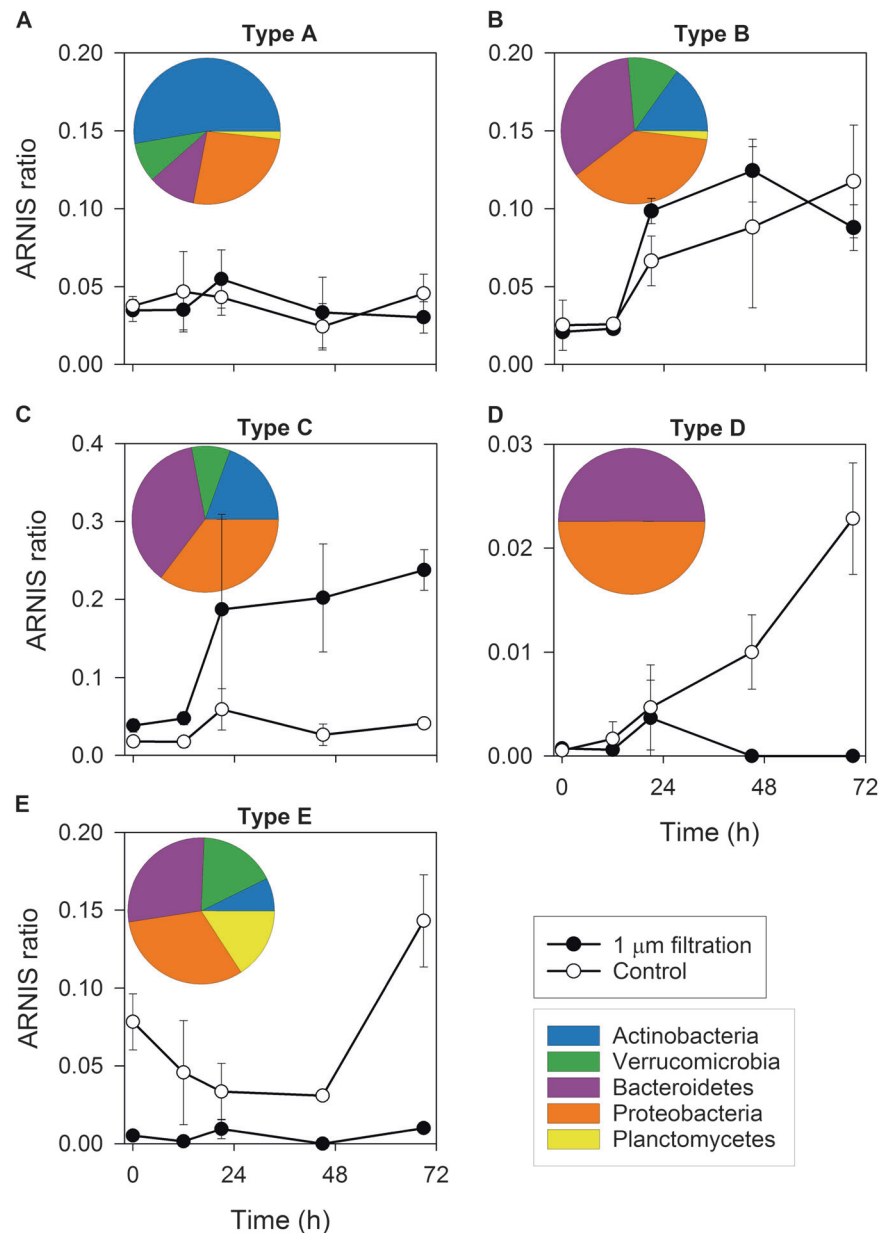 A
Type A
0.20
0.15
0.10
0.05
0.00
ARNIS ratio
B
Type B
0.20
0.15
0.10
0.05
0.00
C
Type C
0.4
0.3
0.2
0.1
0.0
ARNIS ratio
D
Type D
0.03
0.02
0.01
0.00
0 24 48 72
Time (h)
E
Type E
0.20
0.15
0.10
0.05
0.00
ARNIS ratio
0 24 48 72
Time (h)
1 μm filtration
Control
Actinobacteria
Verrucomicrobia
Bacteroidetes
Proteobacteria
Planctomycetes